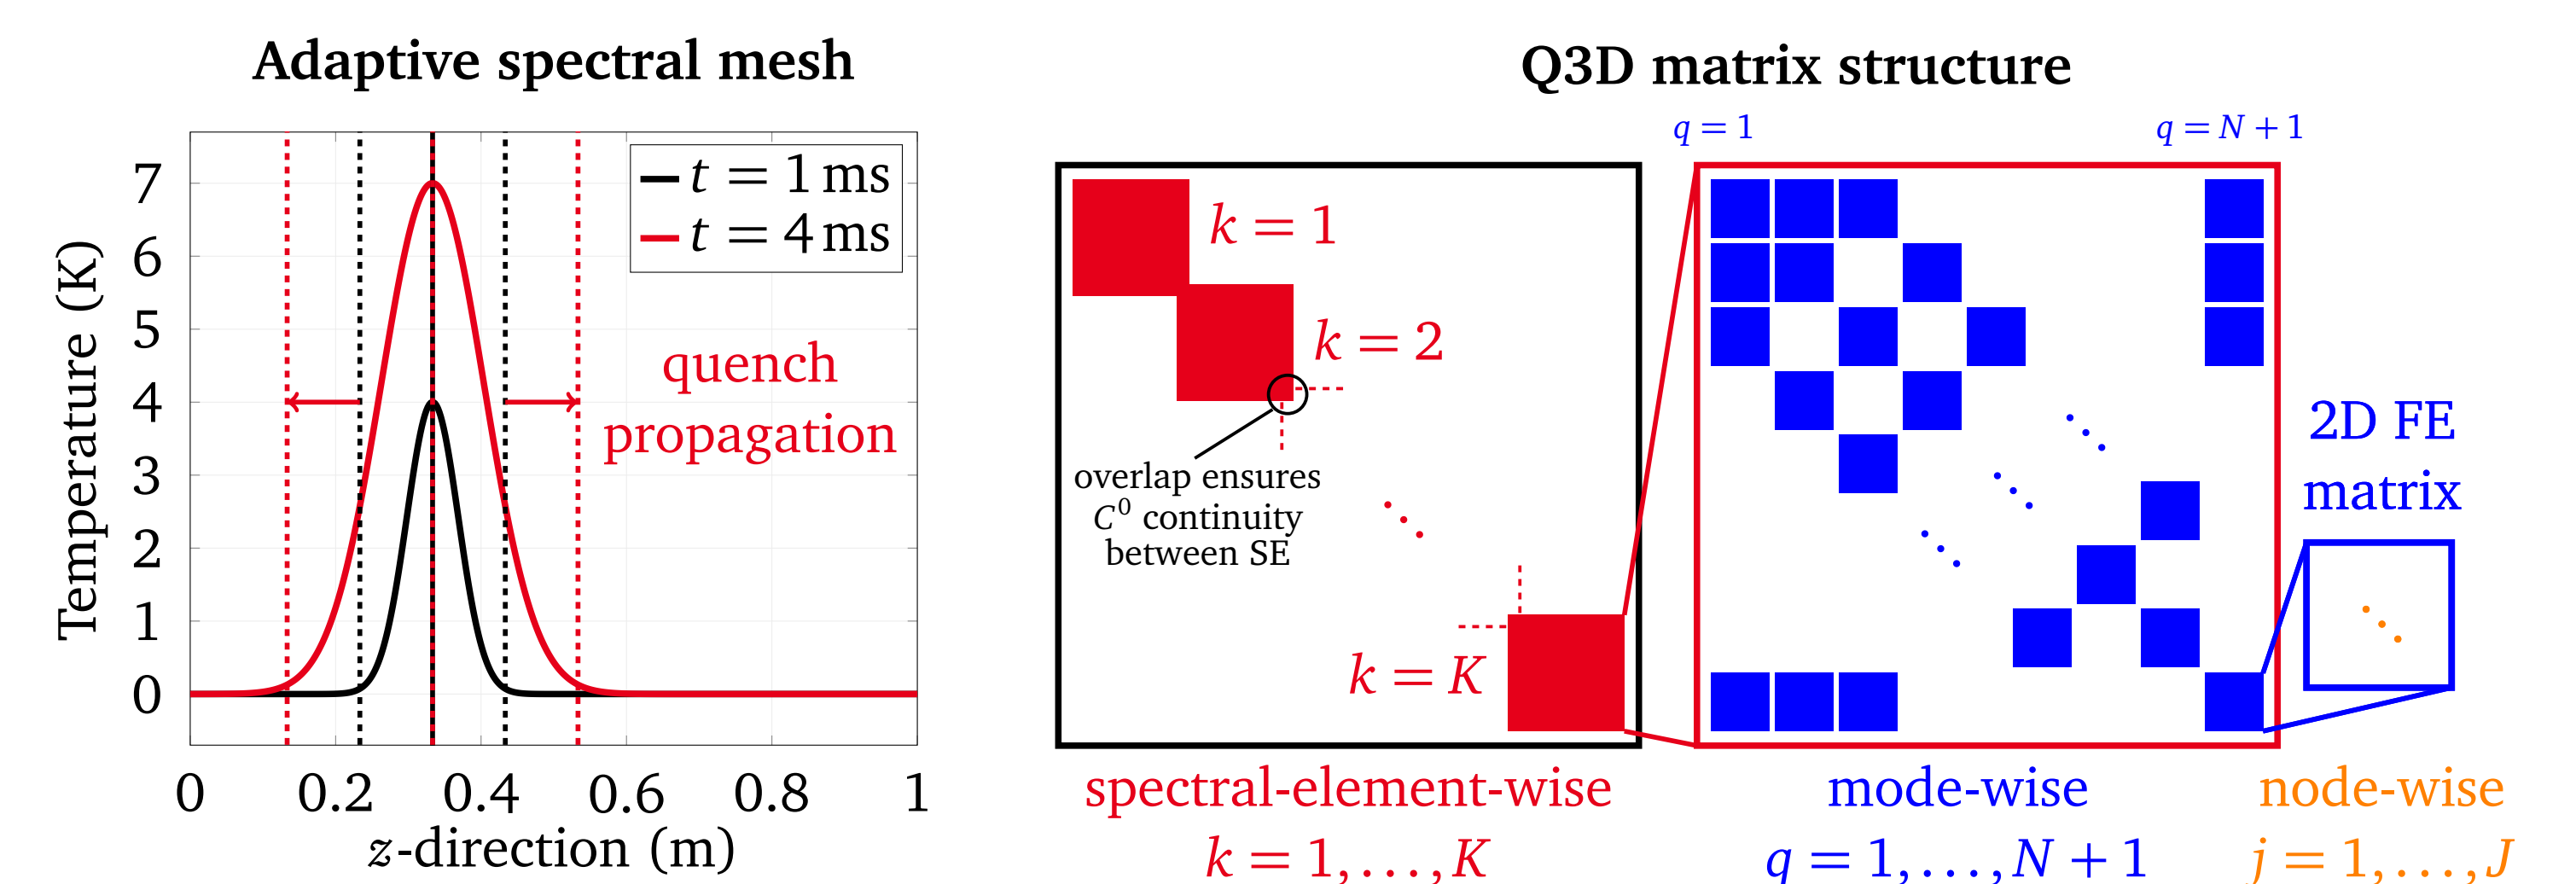 Adaptive spectral mesh
Temperature (K)
7
6
5
4
3
2
1
0
t = 1 ms
t = 4 ms
quench
propagation
0 0.2 0.4 0.6 0.8 1
z-direction (m)
Q3D matrix structure
q = 1
q = N + 1
k = 1
k = 2
overlap ensures
C⁰ continuity
between SE
k = K
2D FE
matrix
spectral-element-wise
k = 1, . . . , K
mode-wise
q = 1, . . . , N + 1
node-wise
j = 1, . . . , J